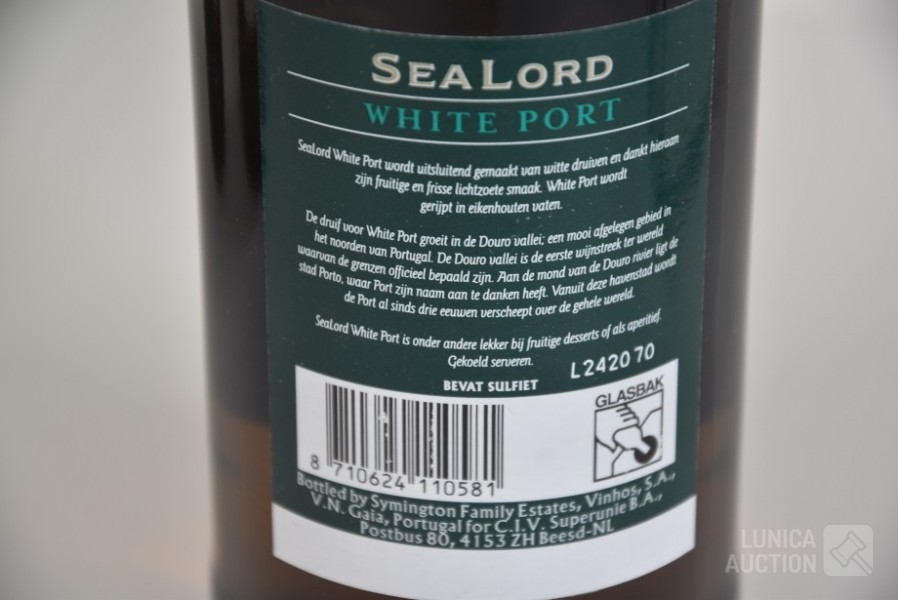 SEALORD
WHITE PORT
SeaLord White Port wordt uitsluitend gemaakt van witte druiven en dankt hieraan
zijn fruitige en frisse lichtzoete smaak. White Port wordt
gerijpt in eikenhouten vaten.
De druif voor White Port groeit in de Douro vallei; een mooi afgelegen gebied in
het noorden van Portugal. De Douro vallei is de eerste wijnstreek ter wereld
waarvan de grenzen officieel bepaald zijn. Aan de mond van de Douro rivier ligt de
stad Porto, waar Port zijn naam aan te danken heeft. Vanuit deze havenstad wordt
de Port al sinds drie eeuwen verscheept over de gehele wereld.
SeaLord White Port is onder andere lekker bij fruitige desserts of als aperitief.
Gekoeld serveren.
L24207O
BEVAT SULFIET
GLASBAK
8 710624 110581
Bottled by Symington Family Estates, Vinhos, S.A.,
V.N. Gaia, Portugal for C.I.V. Superunie B.A.,
Postbus 80, 4153 ZH Beesd-NL
LUNICA
AUCTION